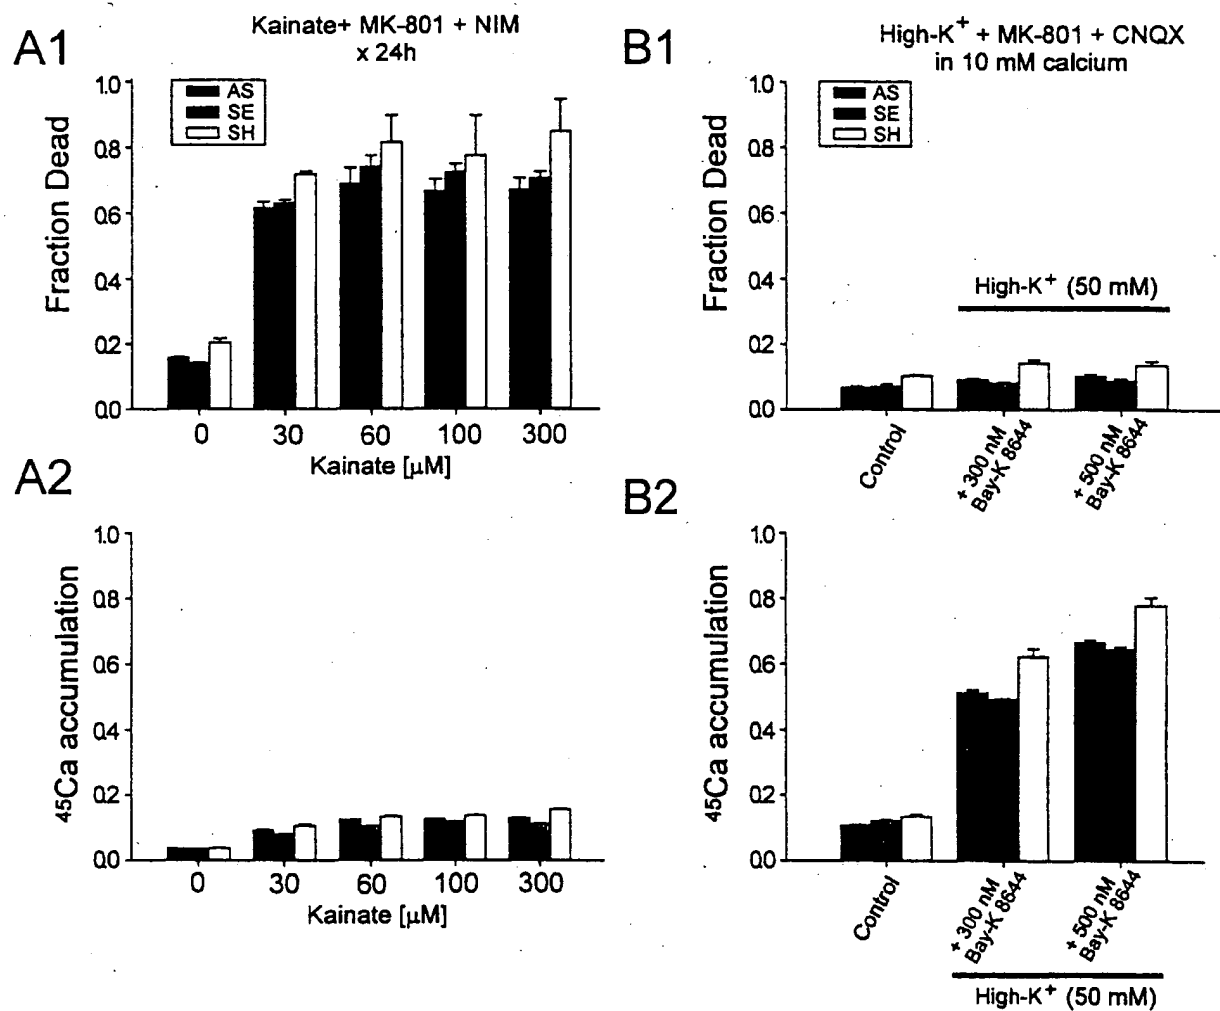 A1
Kainate+ MK-801 + NIM
x 24h
AS
SE
SH
Fraction Dead
1.0
0.8
0.6
0.4
0.2
0.0
0
30
60
100
300
Kainate [μM]
B1
High-K⁺ + MK-801 + CNQX
in 10 mM calcium
AS
SE
SH
Fraction Dead
1.0
0.8
0.6
0.4
0.2
0.0
High-K⁺ (50 mM)
Control
+ 300 nM
Bay-K 8644
+ 500 nM
Bay-K 8644
A2
⁴⁵Ca accumulation
1.0
0.8
0.6
0.4
0.2
0.0
0
30
60
100
300
Kainate [μM]
B2
⁴⁵Ca accumulation
1.0
0.8
0.6
0.4
0.2
0.0
Control
+ 300 nM
Bay-K 8644
+ 500 nM
Bay-K 8644
High-K⁺ (50 mM)